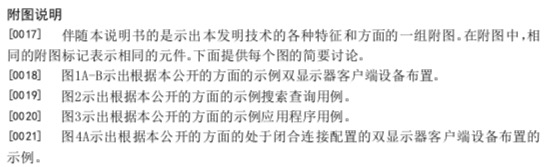 附图说明
[0017] 伴随本说明书的是示出本发明技术的各种特征和方面的一组附图。在附图中,相
同的附图标记表示相同的元件。下面提供每个图的简要讨论。
[0018] 图1A-B示出根据本公开的方面的示例双显示器客户端设备布置。
[0019] 图2示出根据本公开的方面的示例搜索查询用例。
[0020] 图3示出根据本公开的方面的示例应用程序用例。
[0021] 图4A示出根据本公开的方面的处于闭合连接配置的双显示器客户端设备布置的
示例。